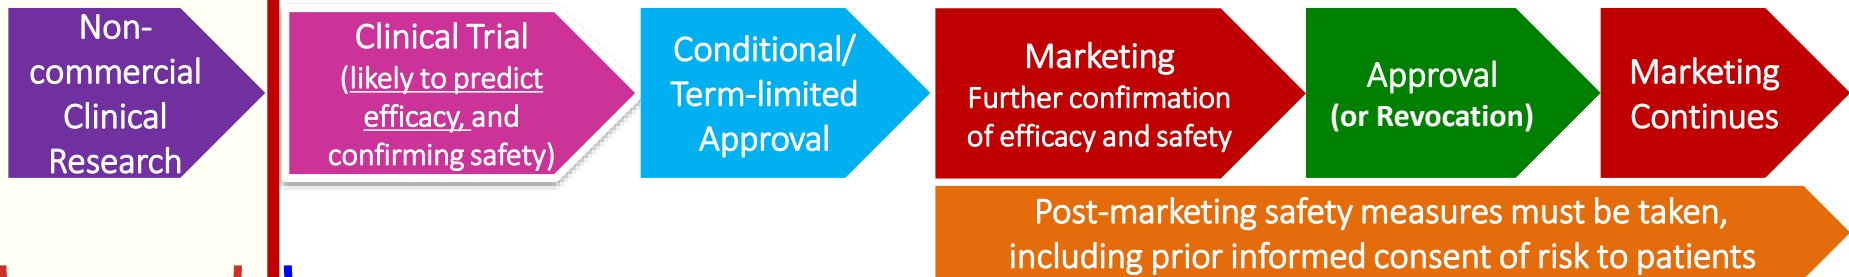 Non-
commercial
Clinical
Research
Clinical Trial
(likely to predict
efficacy, and
confirming safety)
Conditional/
Term-limited
Approval
Marketing
Further confirmation
of efficacy and safety
Approval
(or Revocation)
Marketing
Continues
Post-marketing safety measures must be taken,
including prior informed consent of risk to patients